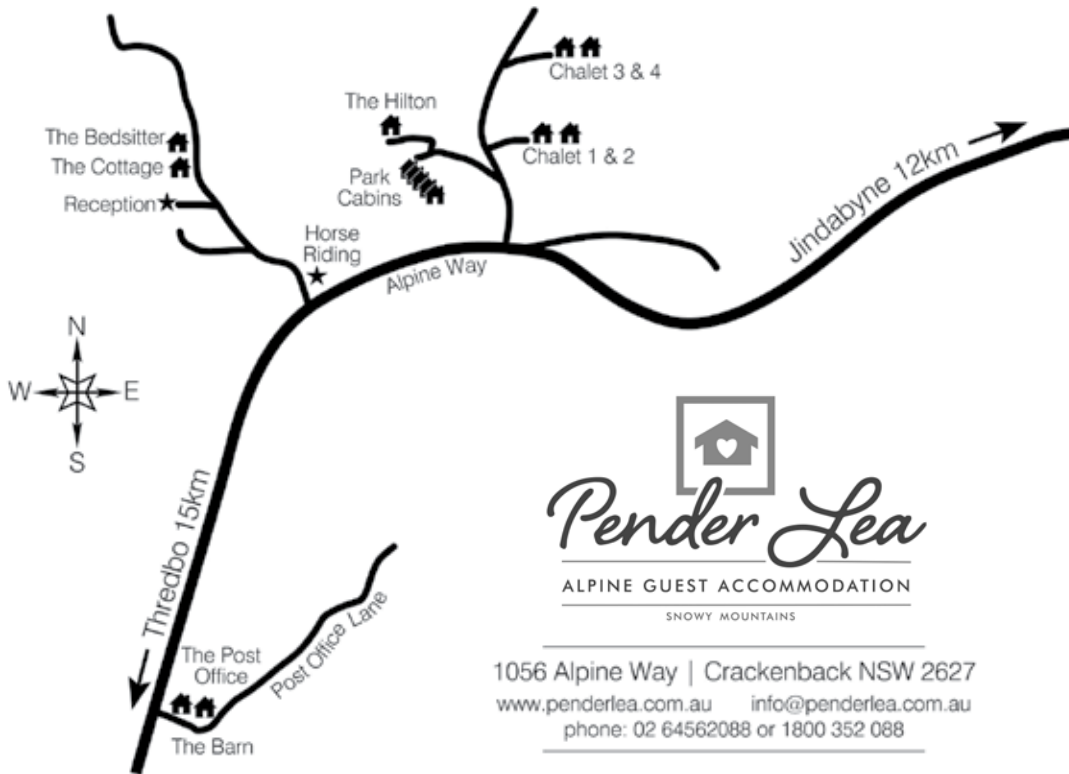 Chalet 3 & 4
The Hilton
The Bedsitter
The Cottage
Chalet 1 & 2
Park
Cabins
Reception
Horse
Riding
Alpine Way
Jindabyne 12km
N
W E
S
Thredbo 15km
Pender Lea
ALPINE GUEST ACCOMMODATION
SNOWY MOUNTAINS
The Post
Office
Post Office Lane
The Barn
1056 Alpine Way | Crackenback NSW 2627
www.penderlea.com.au info@penderlea.com.au
phone: 02 64562088 or 1800 352 088